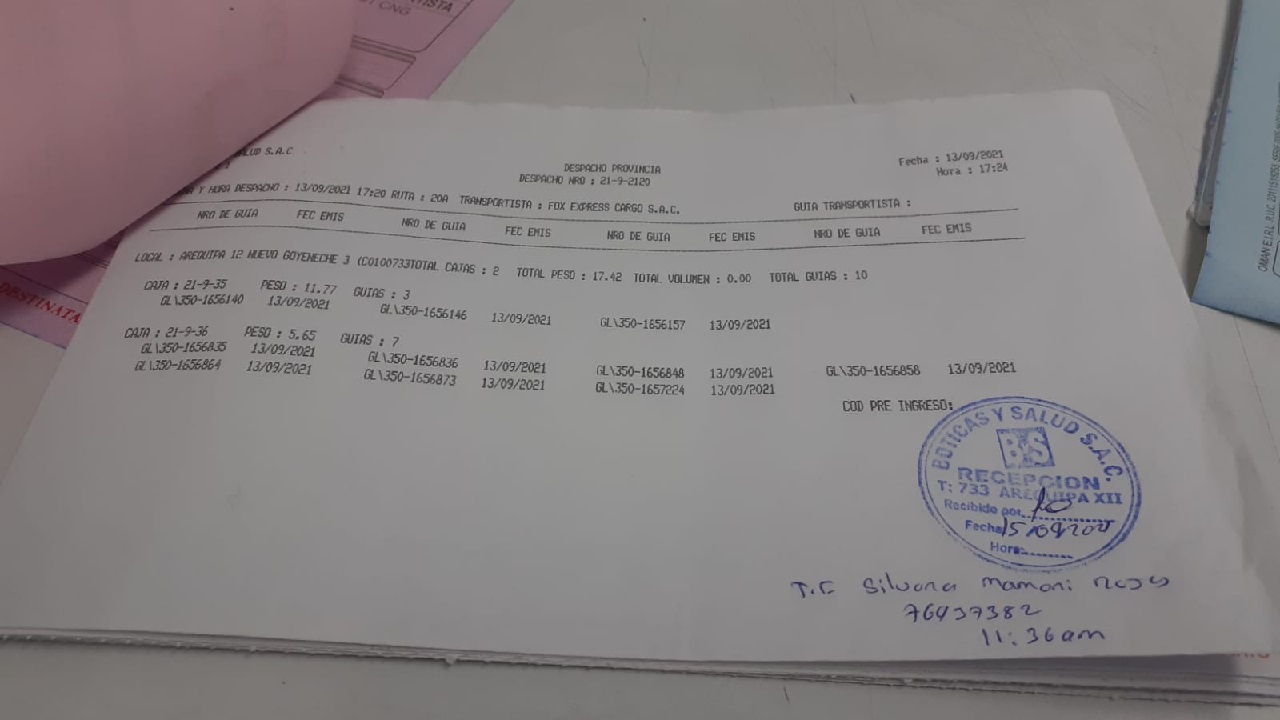 TISTA
CNG
DESTINATA
SALUD S.A.C
DESPACHO PROVINCIA
DESPACHO NRO : 21-9-2120
Fecha : 13/09/2021
Hora : 17:24
Y HORA DESPACHO : 13/09/2021 17:20 RUTA : 20A TRANSPORTISTA : FOX EXPRESS CARGO S.A.C. GUIA TRANSPORTISTA :
NRO DE GUIA FEC EMIS NRO DE GUIA FEC EMIS NRO DE GUIA FEC EMIS NRO DE GUIA FEC EMIS
LOCAL : AREQUIPA 12 NUEVO GOYENECHE 3 (C0100733TOTAL CAJAS : 2 TOTAL PESO : 17.42 TOTAL VOLUMEN : 0.00 TOTAL GUIAS : 10
CAJA : 21-9-35 PESO : 11.77 GUIAS : 3
GL\350-1656140 13/09/2021 GL\350-1656146 13/09/2021 GL\350-1656157 13/09/2021
CAJA : 21-9-36 PESO : 5.65 GUIAS : 7
GL\350-1656835 13/09/2021 GL\350-1656836 13/09/2021 GL\350-1656848 13/09/2021 GL\350-1656858 13/09/2021
GL\350-1656864 13/09/2021 GL\350-1656873 13/09/2021 GL\350-1657224 13/09/2021
COD PRE INGRESO:
BOTICAS Y SALUD S.A.C.
BS
RECEPCION
T: 733 AREQUIPA XII
Recibido por
Fecha 15/09/2021
Hora:
T.F Silvana Mamani
76437382
11:36am